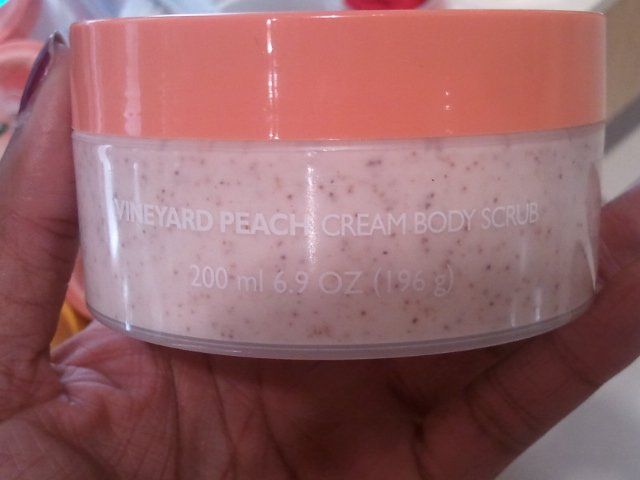 VINEYARD PEACH CREAM BODY SCRUB
200 ml 6.9 OZ (196 g)